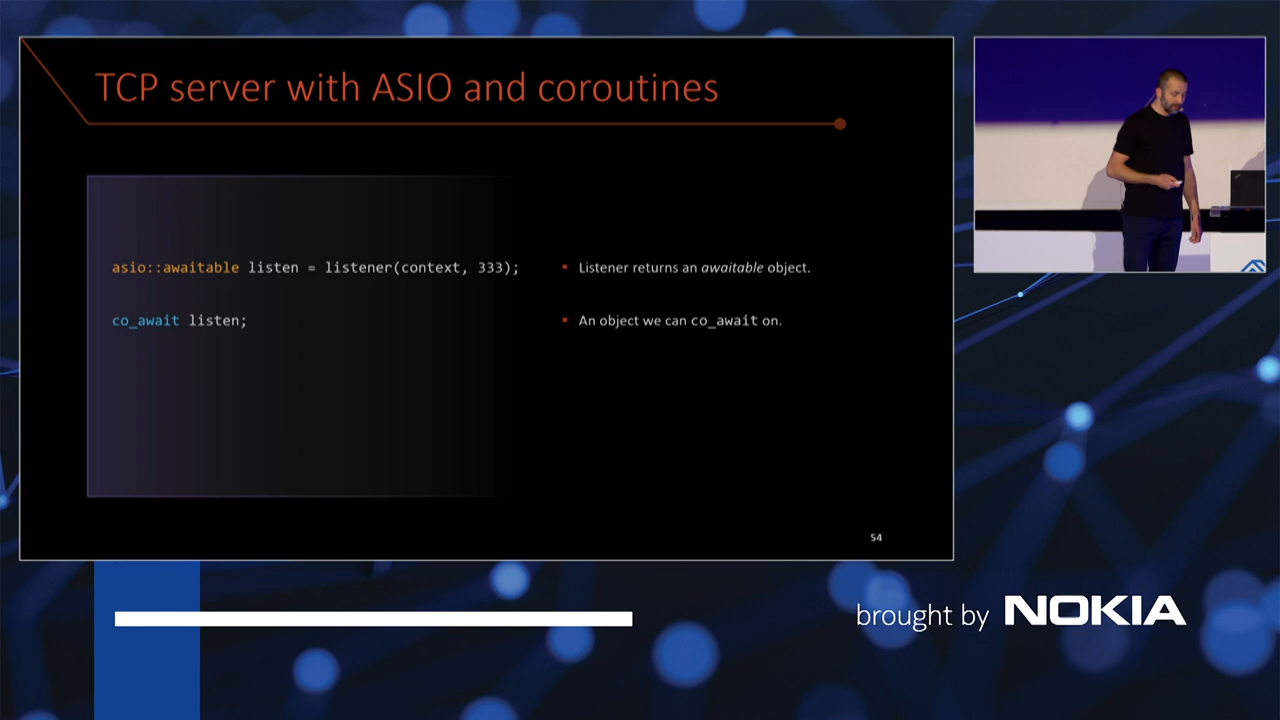 TCP server with ASIO and coroutines
asio::awaitable listen = listener(context, 333);
▪ Listener returns an awaitable object.
co_await listen;
▪ An object we can co_await on.
54
brought by NOKIA